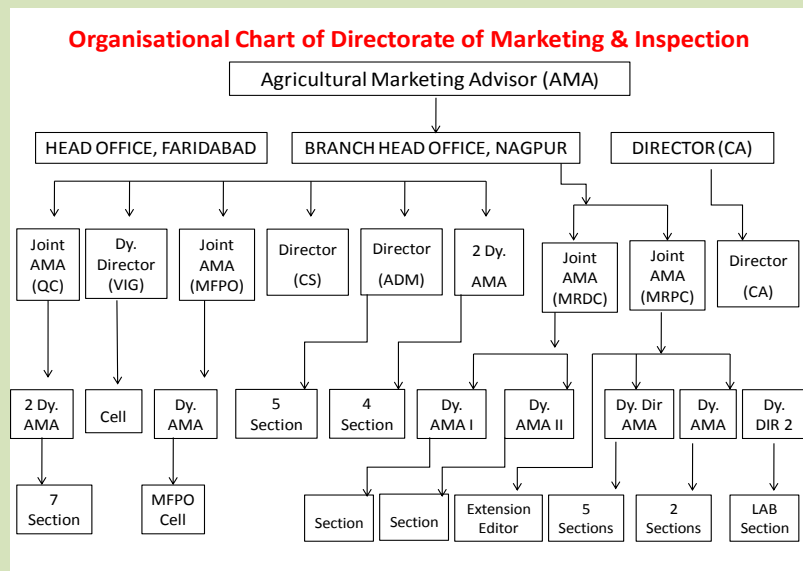 Organisational Chart of Directorate of Marketing & Inspection
Agricultural Marketing Advisor (AMA)
HEAD OFFICE, FARIDABAD
BRANCH HEAD OFFICE, NAGPUR
DIRECTOR (CA)
Joint
AMA
(QC)
Dy.
Director
(VIG)
Joint
AMA
(MFPO)
Director
(CS)
Director
(ADM)
2 Dy.
AMA
Joint
AMA
(MRDC)
Joint
AMA
(MRPC)
Director
(CA)
2 Dy.
AMA
Cell
Dy.
AMA
5
Section
4
Section
Dy.
AMA I
Dy.
AMA II
Dy. Dir
AMA
Dy.
AMA
Dy.
DIR 2
7
Section
MFPO
Cell
Section
Section
Extension
Editor
5
Sections
2
Sections
LAB
Section